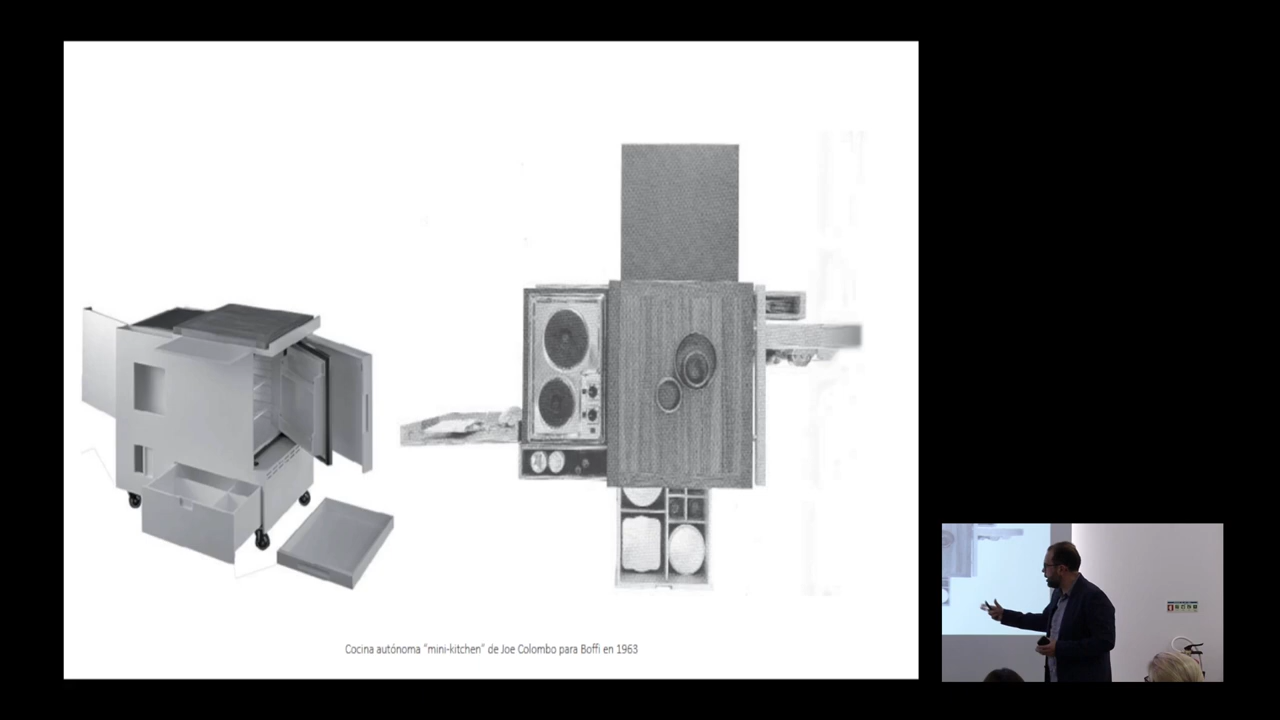 Cocina autónoma “mini-kitchen” de Joe Colombo para Boffi en 1963